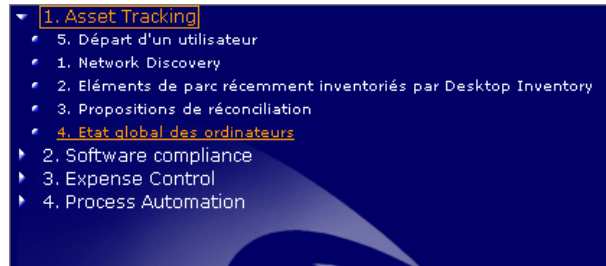 1. Asset Tracking
5. Départ d'un utilisateur
1. Network Discovery
2. Eléments de parc récemment inventoriés par Desktop Inventory
3. Propositions de réconciliation
4. Etat global des ordinateurs
2. Software compliance
3. Expense Control
4. Process Automation